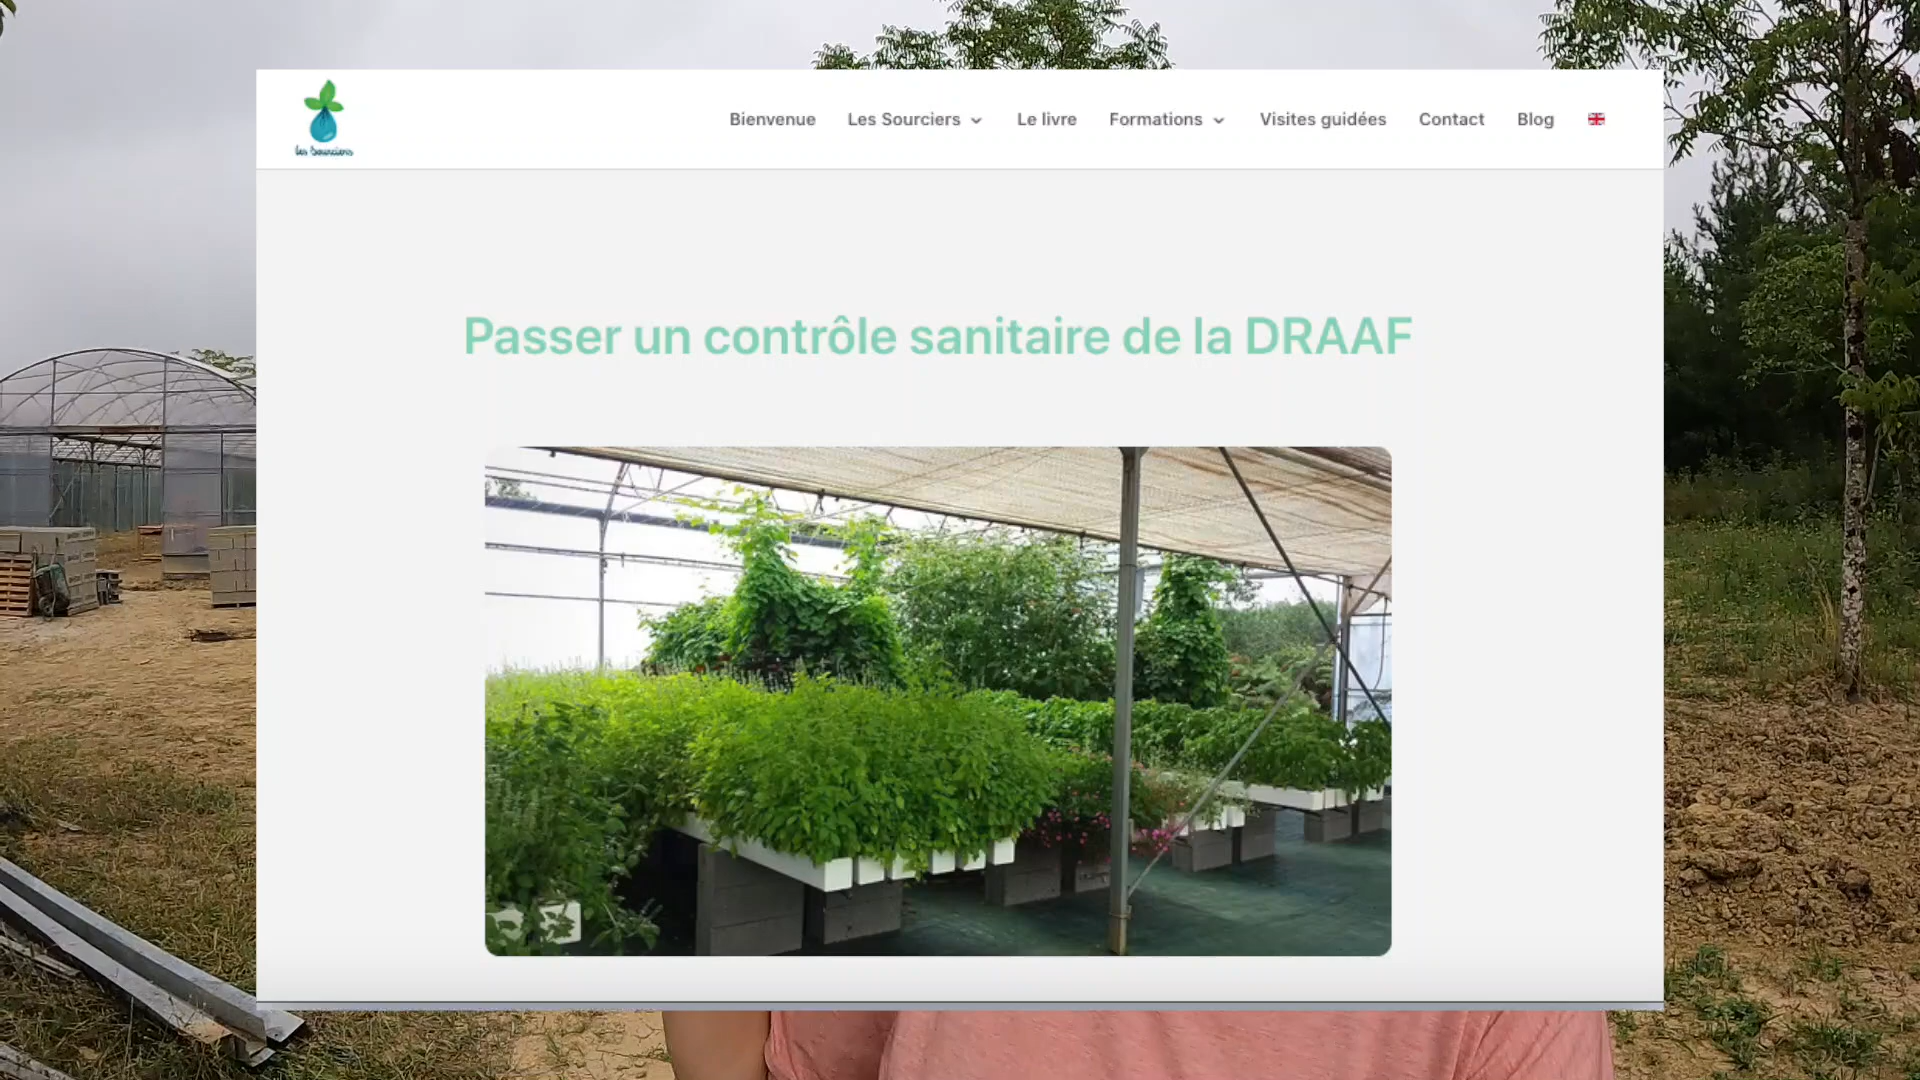 les Sourciers
Bienvenue Les Sourciers Le livre Formations Visites guidées Contact Blog
Passer un contrôle sanitaire de la DRAAF